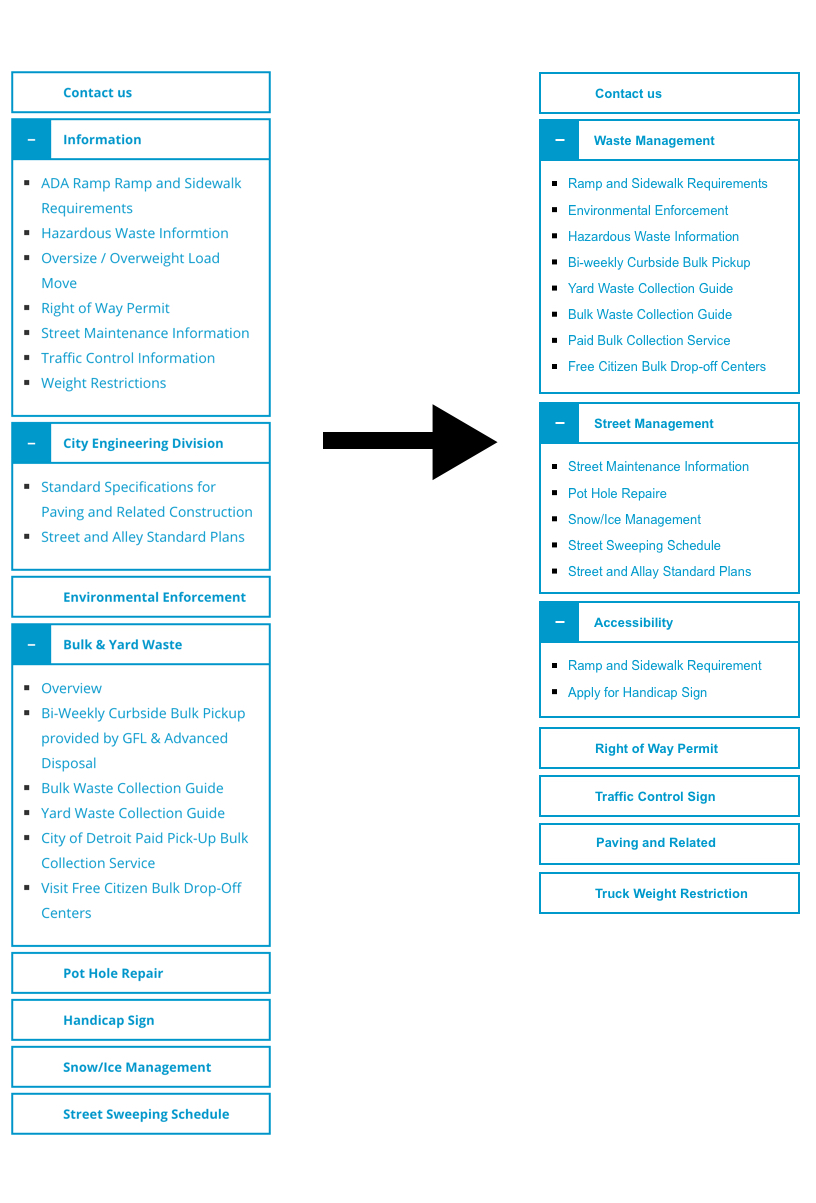 Contact us
– Information
ADA Ramp Ramp and Sidewalk
Requirements
Hazardous Waste Informtion
Oversize / Overweight Load
Move
Right of Way Permit
Street Maintenance Information
Traffic Control Information
Weight Restrictions
– City Engineering Division
Standard Specifications for
Paving and Related Construction
Street and Alley Standard Plans
Environmental Enforcement
– Bulk & Yard Waste
Overview
Bi-Weekly Curbside Bulk Pickup
provided by GFL & Advanced
Disposal
Bulk Waste Collection Guide
Yard Waste Collection Guide
City of Detroit Paid Pick-Up Bulk
Collection Service
Visit Free Citizen Bulk Drop-Off
Centers
Pot Hole Repair
Handicap Sign
Snow/Ice Management
Street Sweeping Schedule
Contact us
– Waste Management
Ramp and Sidewalk Requirements
Environmental Enforcement
Hazardous Waste Information
Bi-weekly Curbside Bulk Pickup
Yard Waste Collection Guide
Bulk Waste Collection Guide
Paid Bulk Collection Service
Free Citizen Bulk Drop-off Centers
– Street Management
Street Maintenance Information
Pot Hole Repaire
Snow/Ice Management
Street Sweeping Schedule
Street and Allay Standard Plans
– Accessibility
Ramp and Sidewalk Requirement
Apply for Handicap Sign
Right of Way Permit
Traffic Control Sign
Paving and Related
Truck Weight Restriction